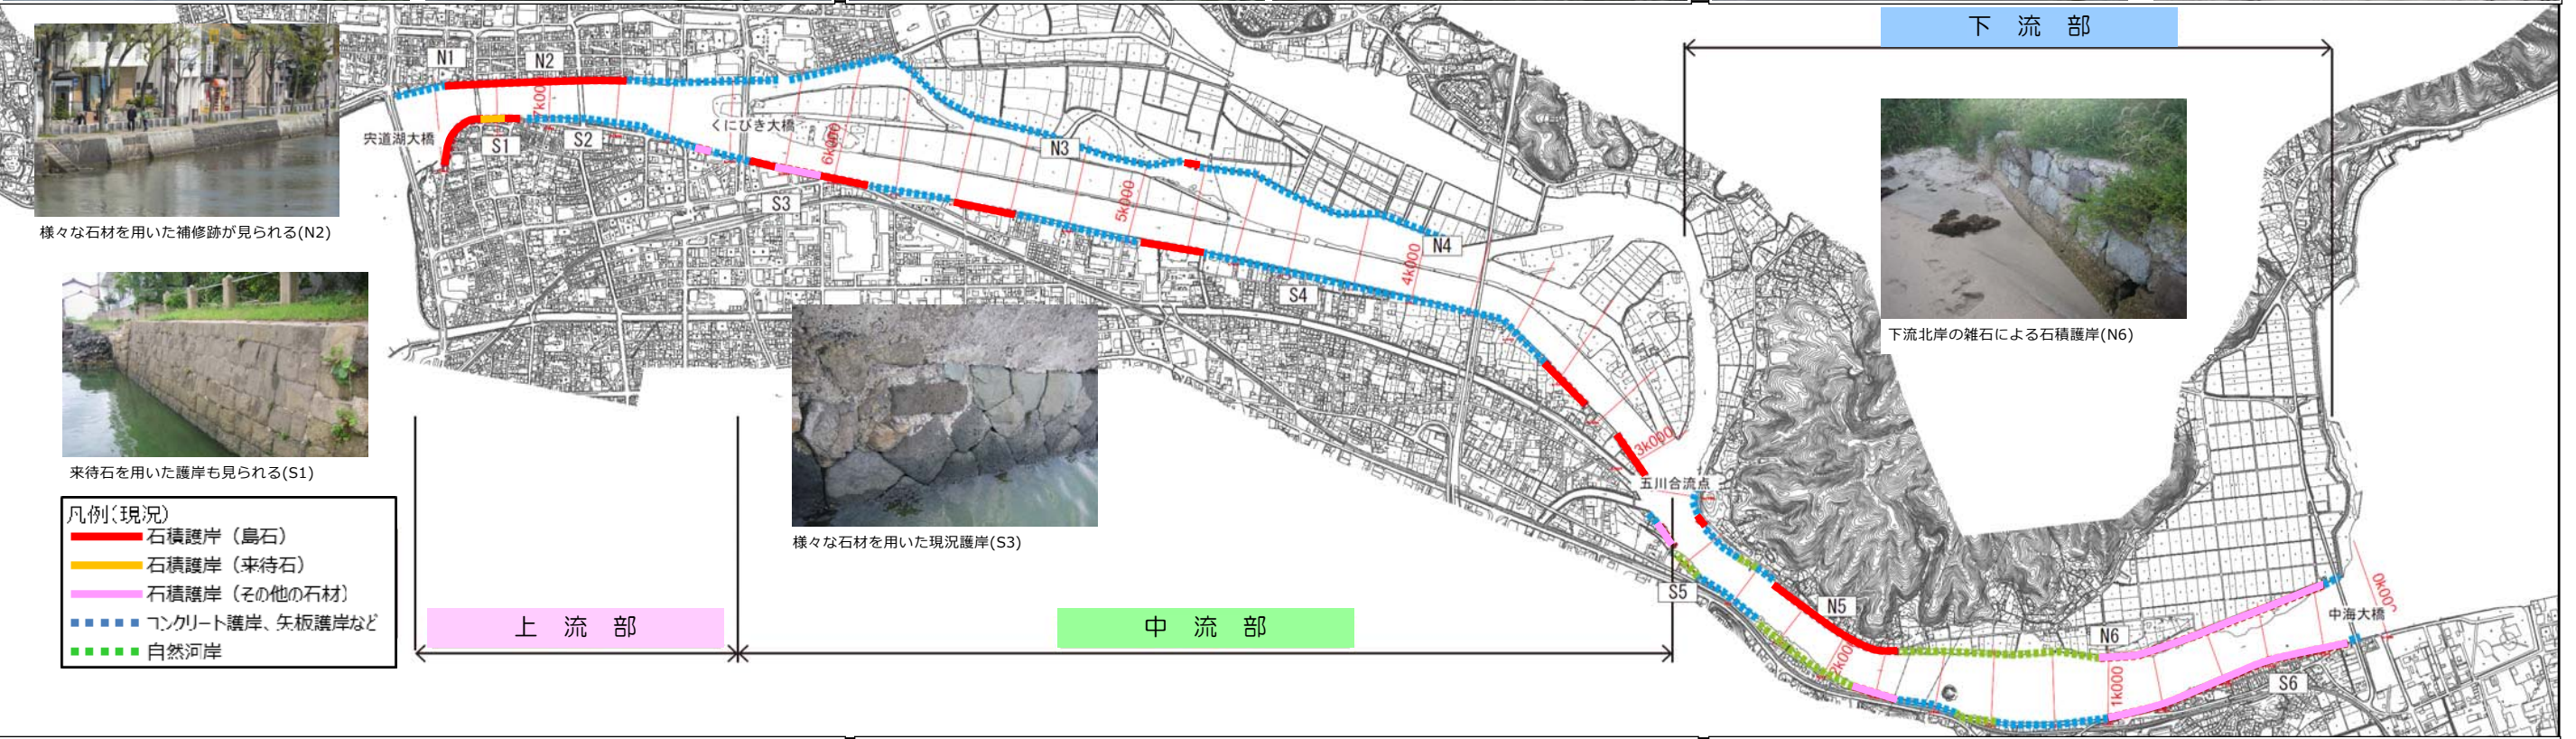 下 流 部
N1
N2
7k000
宍道湖大橋
S1
S2
くにびき大橋
6k000
S3
N3
5k000
N4
4k000
S4
3k000
五川合流点
S5
N5
2k000
N6
1k000
S6
中海大橋
0k000
様々な石材を用いた補修跡が見られる(N2)
来待石を用いた護岸も見られる(S1)
様々な石材を用いた現況護岸(S3)
下流北岸の雑石による石積護岸(N6)
凡例(現況)
石積護岸（島石）
石積護岸（来待石）
石積護岸（その他の石材）
コンクリート護岸、矢板護岸など
自然河岸
上 流 部
中 流 部